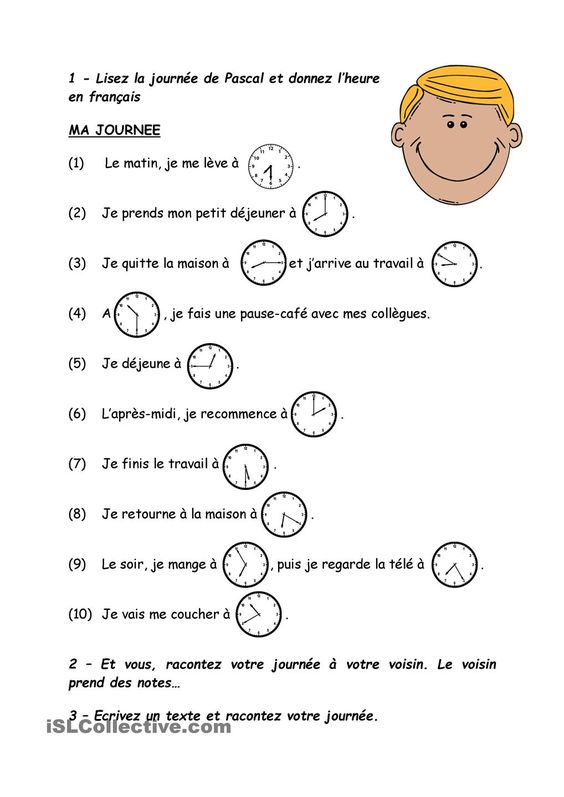 1 - Lisez la journée de Pascal et donnez l’heure
en français
MA JOURNEE
(1) Le matin, je me lève à .
(2) Je prends mon petit déjeuner à .
(3) Je quitte la maison à et j’arrive au travail à .
(4) A , je fais une pause-café avec mes collègues.
(5) Je déjeune à .
(6) L’après-midi, je recommence à .
(7) Je finis le travail à .
(8) Je retourne à la maison à .
(9) Le soir, je mange à , puis je regarde la télé à .
(10) Je vais me coucher à .
2 – Et vous, racontez votre journée à votre voisin. Le voisin
prend des notes…
3 – Ecrivez un texte et racontez votre journée.
iSLCollective.com